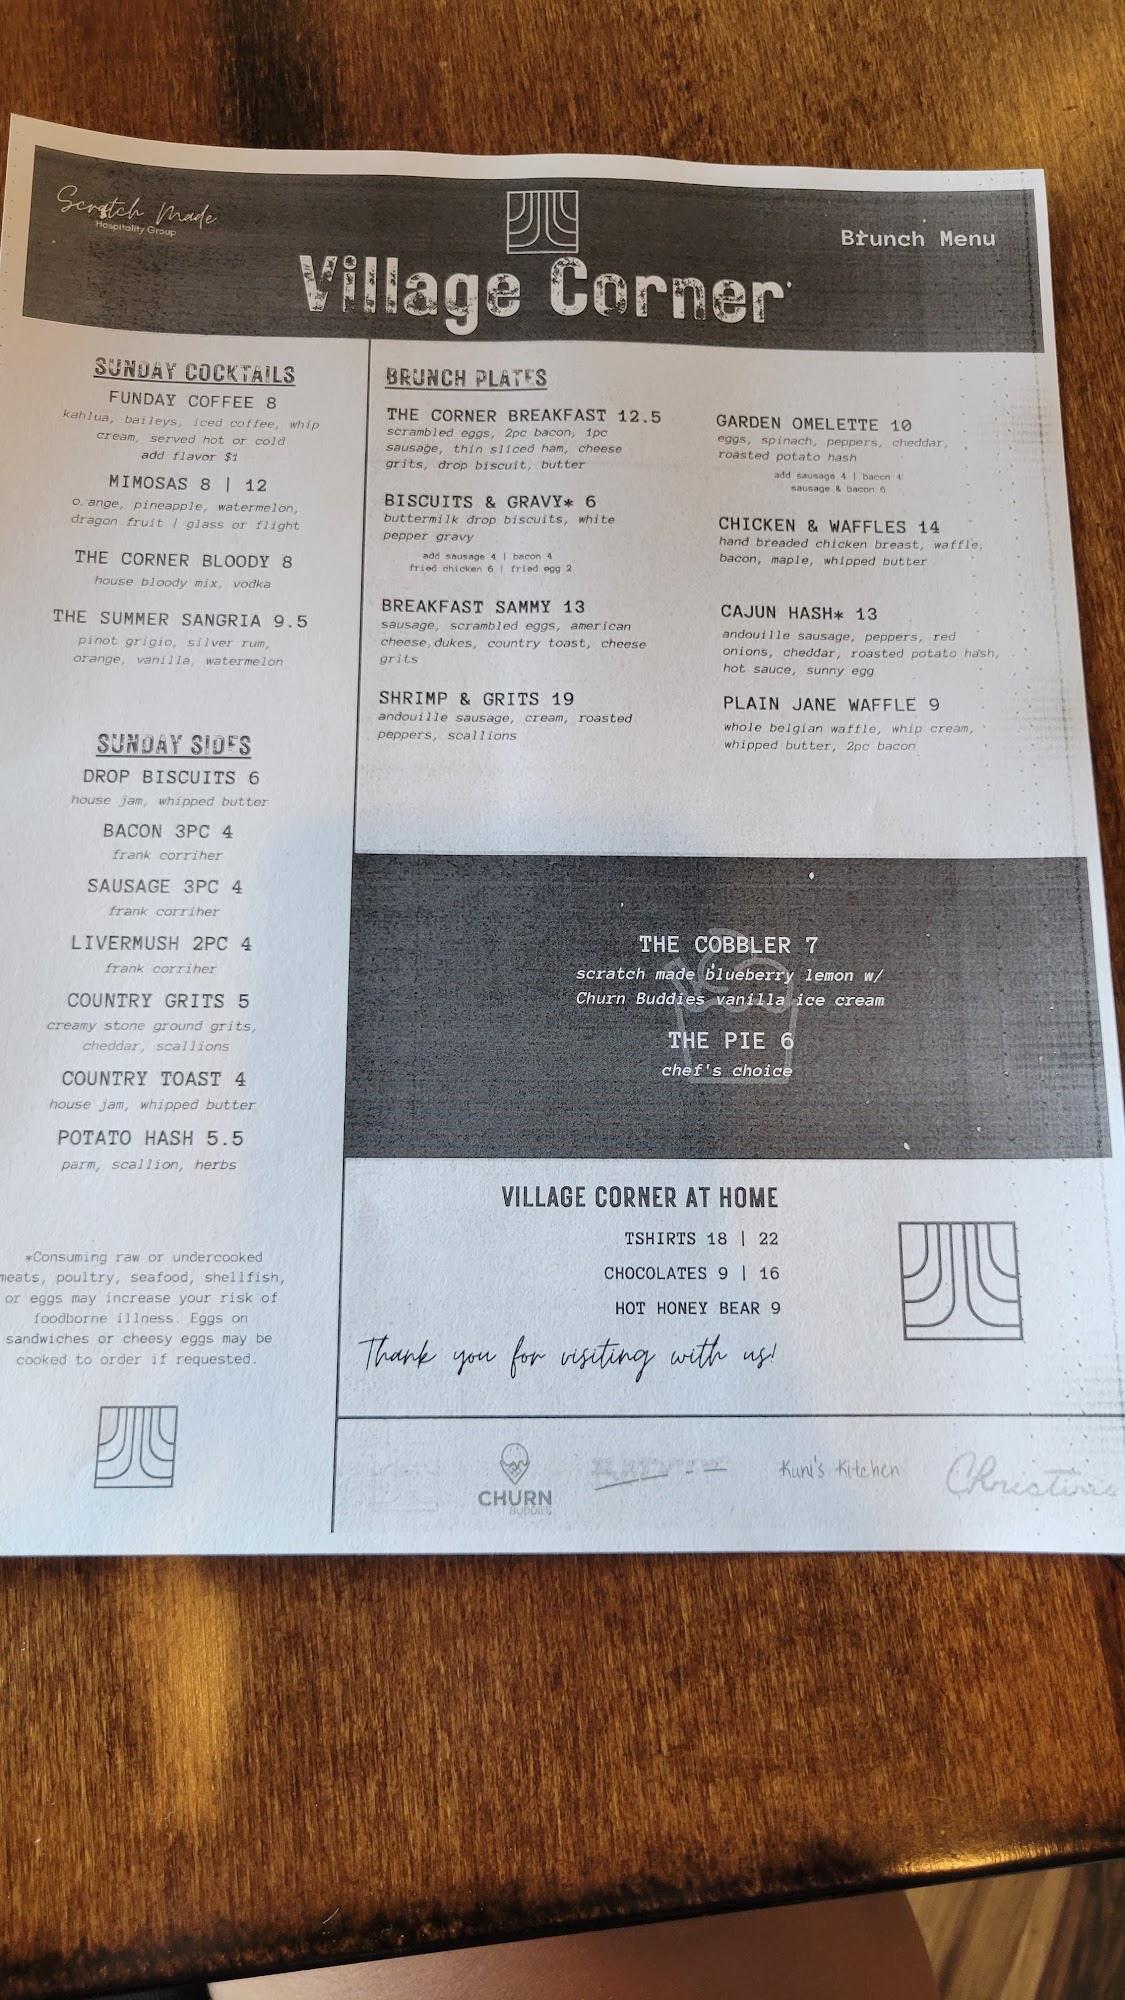 Scratch Made
Hospitality Group
Brunch Menu
Village Corner
SUNDAY COCKTAILS
FUNDAY COFFEE 8
kahlua, baileys, iced coffee, whip
cream, served hot or cold
add flavor $1
MIMOSAS 8 | 12
o ange, pineapple, watermelon,
dragon fruit / glass or flight
THE CORNER BLOODY 8
house bloody mix, vodka
THE SUMMER SANGRIA 9.5
pinot grigio, silver rum,
orange, vanilla, watermelon
SUNDAY SIDES
DROP BISCUITS 6
house jam, whipped butter
BACON 3PC 4
frank corriher
SAUSAGE 3PC 4
frank corriher
LIVERMUSH 2PC 4
frank corriher
COUNTRY GRITS 5
creamy stone ground grits,
cheddar, scallions
COUNTRY TOAST 4
house jam, whipped butter
POTATO HASH 5.5
parm, scallion, herbs
*Consuming raw or undercooked
meats, poultry, seafood, shellfish,
or eggs may increase your risk of
foodborne illness. Eggs on
sandwiches or cheesy eggs may be
cooked to order if requested.
BRUNCH PLATES
THE CORNER BREAKFAST 12.5
scrambled eggs, 2pc bacon, 1pc
sausage, thin sliced ham, cheese
grits, drop biscuit, butter
BISCUITS & GRAVY* 6
buttermilk drop biscuits, white
pepper gravy
add sausage 4 | bacon 4
fried chicken 6 | fried egg 2
BREAKFAST SAMMY 13
sausage, scrambled eggs, american
cheese,dukes, country toast, cheese
grits
SHRIMP & GRITS 19
andouille sausage, cream, roasted
peppers, scallions
GARDEN OMELETTE 10
eggs, spinach, peppers, cheddar,
roasted potato hash
add sausage 4 | bacon 4
sausage & bacon 6
CHICKEN & WAFFLES 14
hand breaded chicken breast, waffle,
bacon, maple, whipped butter
CAJUN HASH* 13
andouille sausage, peppers, red
onions, cheddar, roasted potato hash,
hot sauce, sunny egg
PLAIN JANE WAFFLE 9
whole belgian waffle, whip cream,
whipped butter, 2pc bacon
THE COBBLER 7
scratch made blueberry lemon w/
Churn Buddies vanilla ice cream
THE PIE 6
chef's choice
VILLAGE CORNER AT HOME
TSHIRTS 18 | 22
CHOCOLATES 9 | 16
HOT HONEY BEAR 9
Thank you for visiting with us!
CHURN
BUDDIES
Kuni's Kitchen
Christina's